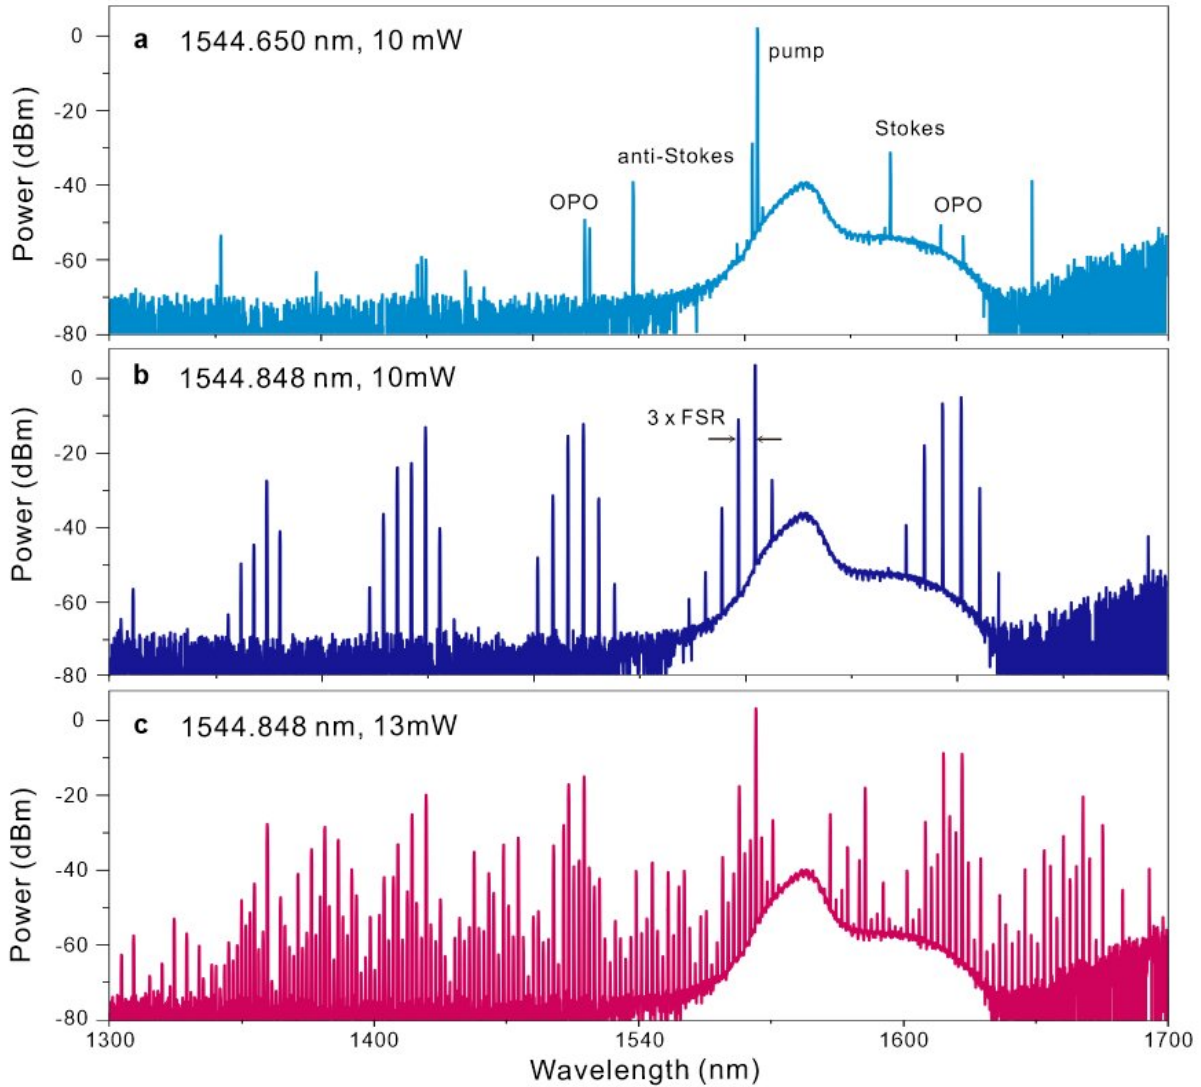 a 1544.650 nm, 10 mW
pump
Stokes
anti-Stokes
OPO
OPO
Power (dBm)
0
-20
-40
-60
-80
b 1544.848 nm, 10mW
3 x FSR
Power (dBm)
0
-20
-40
-60
-80
c 1544.848 nm, 13mW
Power (dBm)
0
-20
-40
-60
-80
1300 1400 1540 1600 1700
Wavelength (nm)